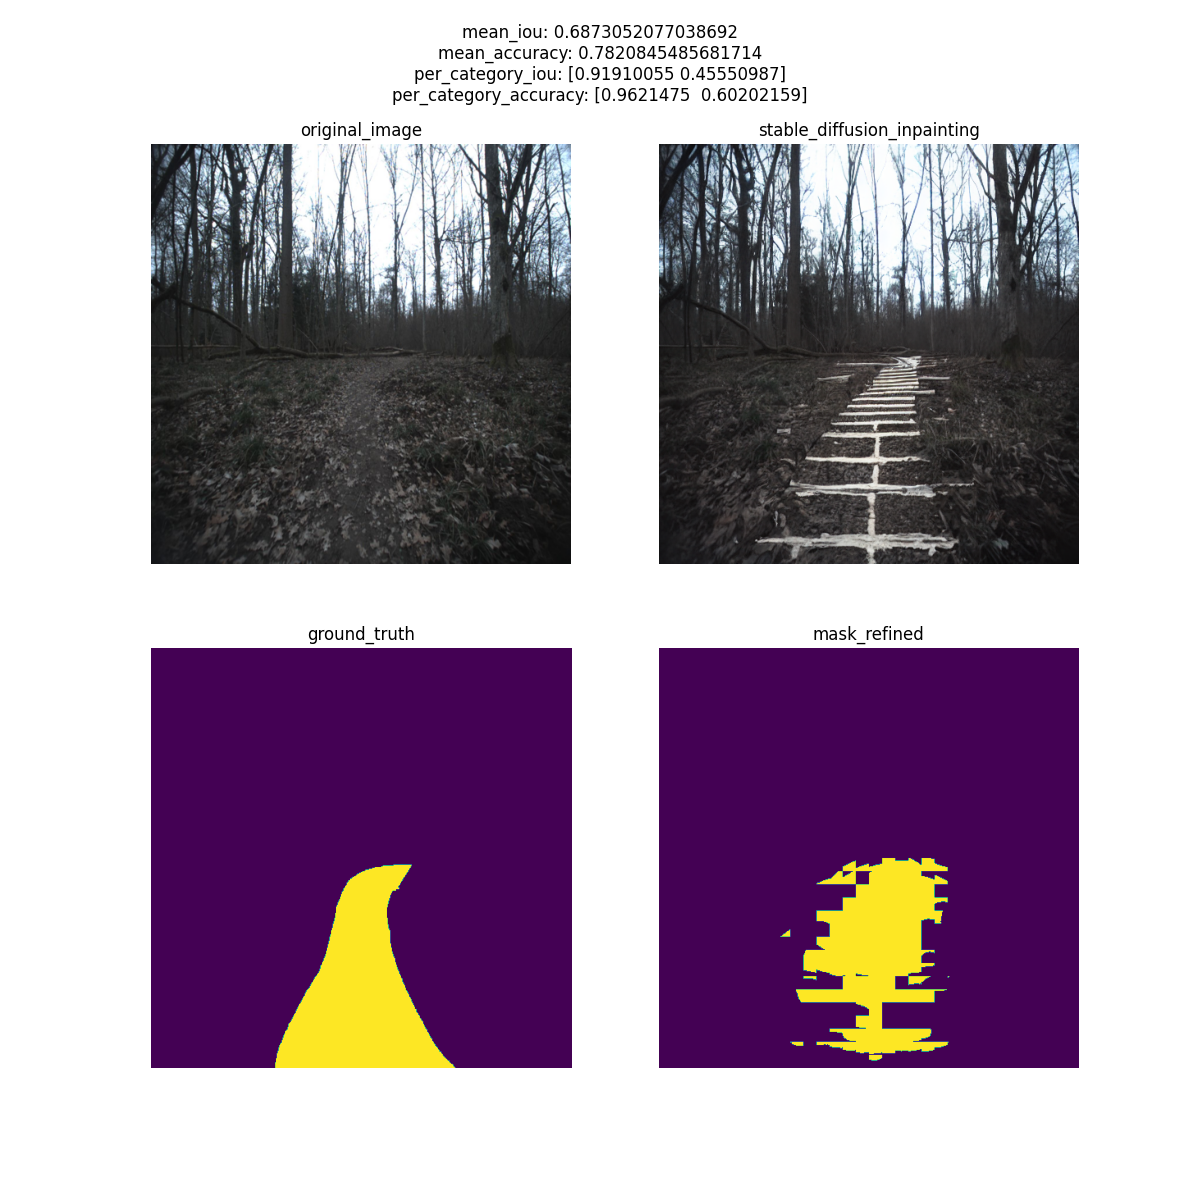 mean_iou: 0.6873052077038692
mean_accuracy: 0.7820845485681714
per_category_iou: [0.91910055 0.45550987]
per_category_accuracy: [0.9621475  0.60202159]
original_image
stable_diffusion_inpainting
ground_truth
mask_refined